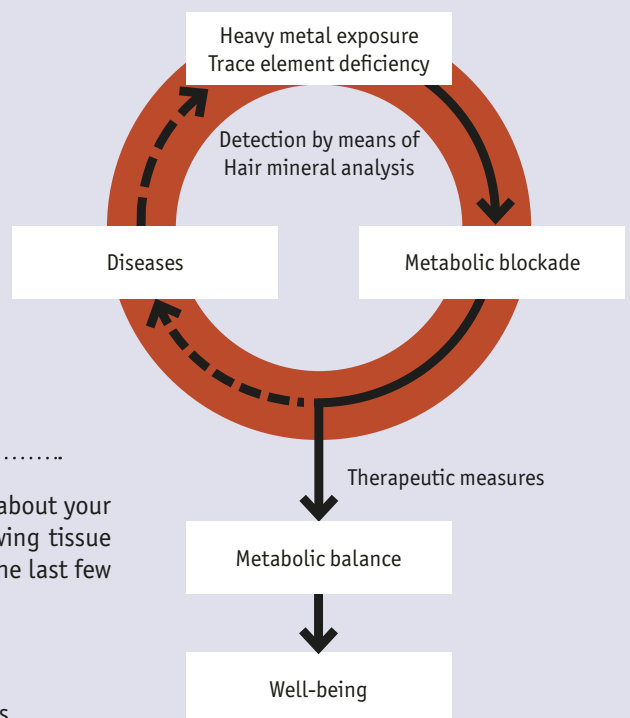 Heavy metal exposure
Trace element deficiency
Detection by means of
Hair mineral analysis
Diseases
Metabolic blockade
..........
Therapeutic measures
about your
ving tissue
he last few
Metabolic balance
Well-being
s